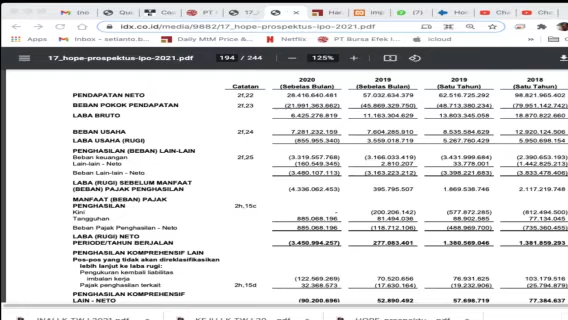 idx.co.id/media/8882/17_hope-prospektus-ipo-2021.pdf
Apps Inbox - setianto.b... Daily MtM Price &... Netflix PT Bursa Efek I... icloud
17_hope-prospektus-ipo-2021.pdf 194 / 244 125%
Catatan 2020 (Sebelas Bulan) 2019 (Sebelas Bulan) 2019 (Satu Tahun) 2018 (Satu Tahun)
PENDAPATAN NETO 2f,22 28.416.640.481 57.032.634.379 62.516.725.292 98.821.965.402
BEBAN POKOK PENDAPATAN 2f,23 (21.991.363.662) (45.869.329.750) (48.713.380.234) (79.951.142.742)
LABA BRUTO 6.425.276.819 11.163.304.629 13.803.345.058 18.870.822.660
BEBAN USAHA 2f,24 7.281.232.159 7.604.285.910 8.535.584.629 12.920.124.506
LABA USAHA (RUGI) (855.955.340) 3.559.018.719 5.267.760.429 5.950.698.154
PENGHASILAN (BEBAN) LAIN-LAIN
Beban keuangan 2f,25 (3.319.557.768) (3.166.033.419) (3.431.999.684) (2.390.653.193)
Lain-lain - Neto (160.549.345) 2.810.207 33.778.001 (1.442.825.213)
Beban Lain-lain - Neto (3.480.107.113) (3.163.223.212) (3.398.221.683) (3.833.478.406)
LABA (RUGI) SEBELUM MANFAAT
(BEBAN) PAJAK PENGHASILAN (4.336.062.453) 395.795.507 1.869.538.746 2.117.219.748
MANFAAT (BEBAN) PAJAK
PENGHASILAN 2h,15c
Kini - (200.206.142) (577.872.285) (812.494.500)
Tangguhan 885.068.196 81.494.036 88.902.585 77.134.045
Beban Pajak Penghasilan - Neto 885.068.196 (118.712.106) (488.969.700) (735.360.455)
LABA (RUGI) NETO
PERIODE/TAHUN BERJALAN (3.450.994.257) 277.083.401 1.380.569.046 1.381.859.293
PENGHASILAN KOMPREHENSIF LAIN
Pos-pos yang tidak akan direklasifikasikan
lebih lanjut ke laba rugi:
Pengukuran kembali liabilitas
imbalan kerja (122.569.269) 70.520.656 76.931.625 103.179.516
Pajak penghasilan terkait 2h,15d 32.368.573 (17.630.164) (19.232.906) (25.794.879)
PENGHASILAN KOMPREHENSIF
LAIN - NETO (90.200.696) 52.890.492 57.698.719 77.384.637